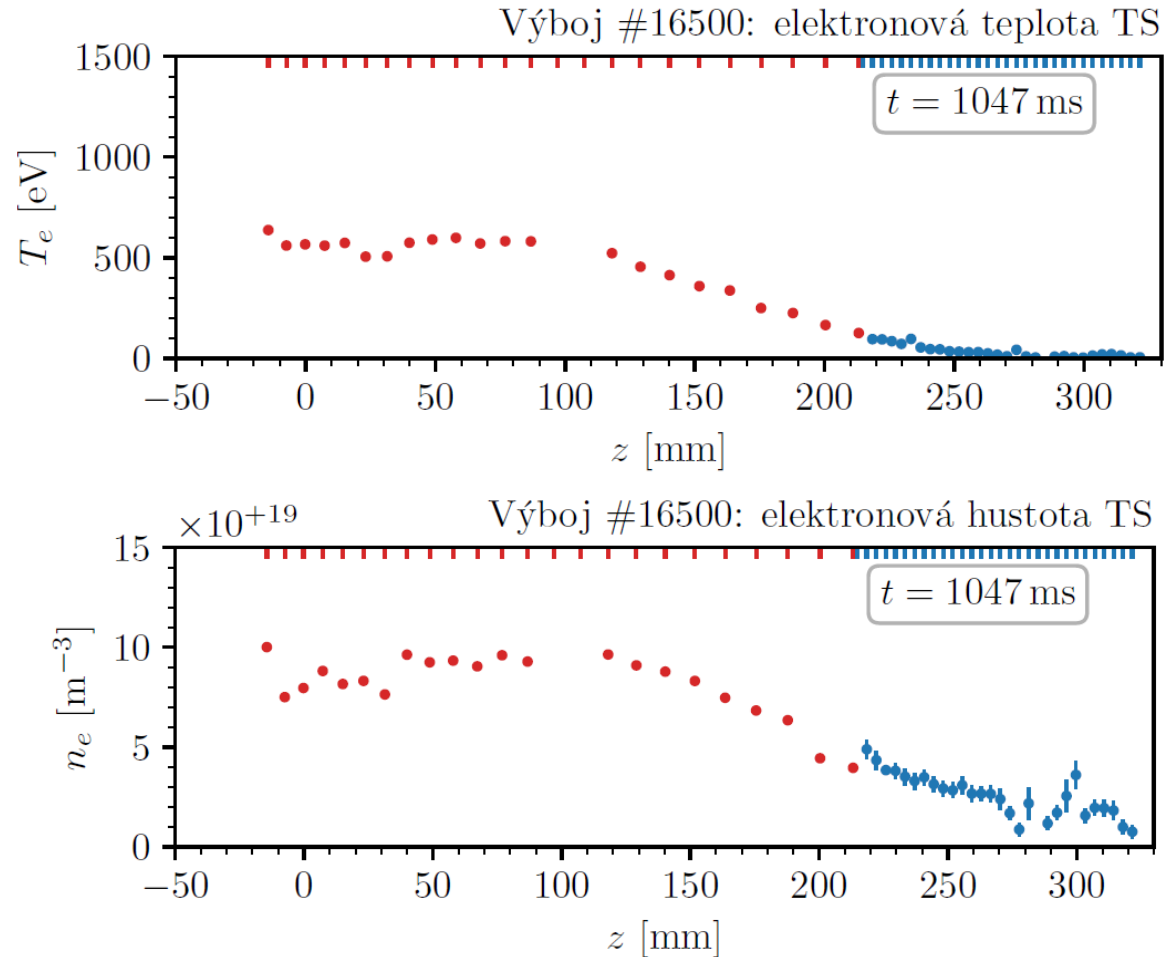 Výboj #16500: elektronová teplota TS
1500
1000
500
0
T_e [eV]
t = 1047 ms
−50 0 50 100 150 200 250 300
z [mm]
×10^{+19} Výboj #16500: elektronová hustota TS
15
10
5
0
n_e [m^{−3}]
t = 1047 ms
−50 0 50 100 150 200 250 300
z [mm]